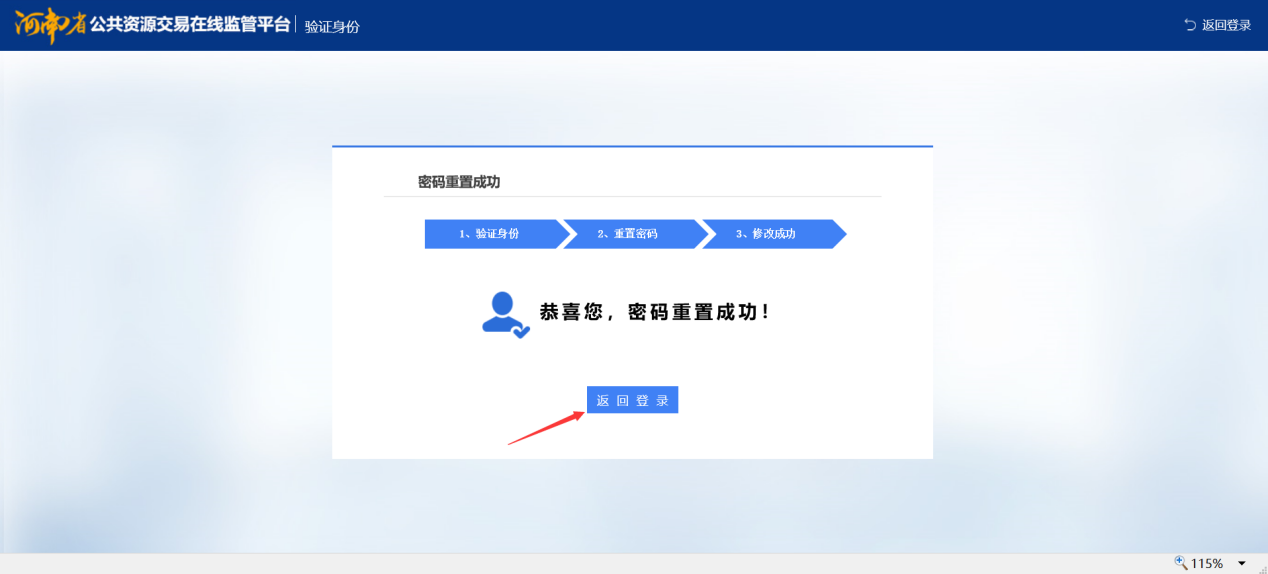 河南省公共资源交易在线监管平台 验证身份
返回登录
密码重置成功
1、验证身份 2、重置密码 3、修改成功
恭喜您，密码重置成功！
返回登录
115%